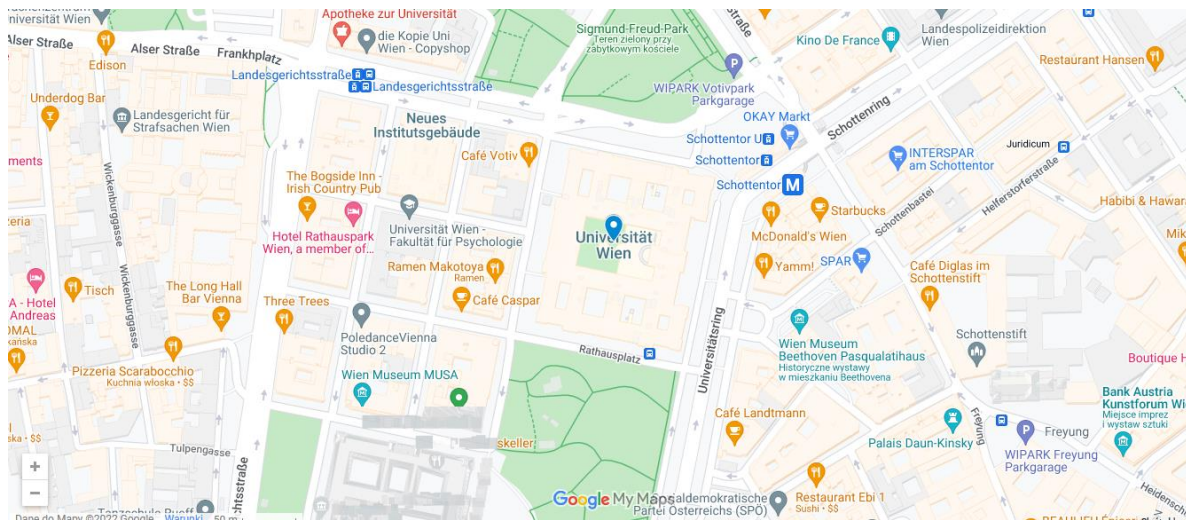 Universität Wien
Alser Straße
Alser Straße
Frankhplatz
Edison
Apotheke zur Universität
die Kopie Uni
Wien - Copyshop
Sigmund-Freud-Park
Teren zielony przy
zabytkowym kościele
Kino De France
Landespolizeidirektion
Wien
Restaurant Hansen
Landesgerichtsstraße
Landesgerichtsstraße
WIPARK Votivpark
Parkgarage
Underdog Bar
Landesgericht für
Strafsachen Wien
Neues
Institutsgebäude
OKAY Markt
Schottenring
Schottentor U
Juridicum
Café Votiv
Schottentor
INTERSPAR
am Schottentor
The Bogside Inn -
Irish Country Pub
Schottentor
M
Helferstorferstraße
Wickenburggasse
Schottenbastei
Habibi & Hawar
Starbucks
Universität Wien -
Fakultät für Psychologie
Hotel Rathauspark
Wien, a member of...
Universität
Wien
McDonald's Wien
Ramen Makotoya
Ramen
Yamm!
SPAR
Café Diglas im
Schottenstift
A - Hotel
Andreas
Tisch
Wickenburggasse
The Long Hall
Bar Vienna
Three Trees
Café Caspar
PoledanceVienna
Studio 2
Wien Museum
Beethoven Pasqualatihaus
Historyczne wystawy
w mieszkaniu Beethovena
Schottenstift
Rathausplatz
Universitätsring
Pizzeria Scarabocchio
Kuchnia włoska • $$
Wien Museum MUSA
Boutique H
Bank Austria
Kunstforum Wi
Miejsce imprez
i wystaw sztuki
Café Landtmann
Freyung
Palais Daun-Kinsky
Freyung
WIPARK Freyung
Parkgarage
Tulpengasse
skeller
+
−
Google My Maps
Partei Österreichs (SPÖ)
Restaurant Ebi 1
Sushi • $$
Dane do Mapy ©2022 Google
Warunki
50 m